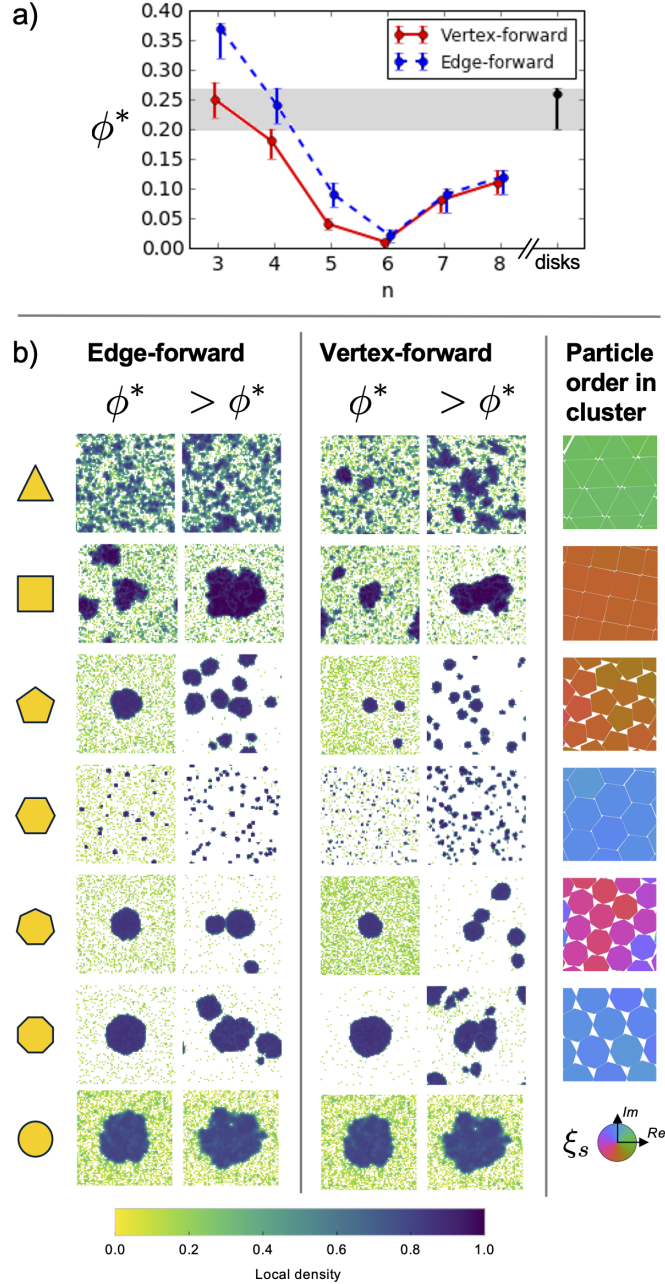 a)
0.40
0.35
0.30
0.25
0.20
0.15
0.10
0.05
0.00
ϕ*
Vertex-forward
Edge-forward
3 4 5 6 7 8 disks
n
b)
Edge-forward Vertex-forward Particle order in cluster
ϕ* > ϕ* ϕ* > ϕ*
ξs Im Re
0.0 0.2 0.4 0.6 0.8 1.0
Local density